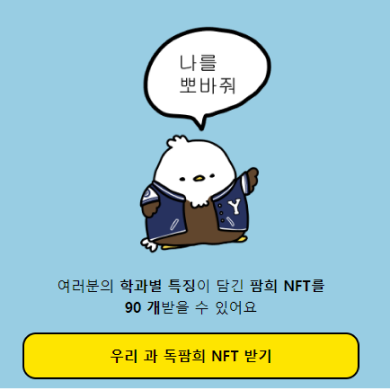 나를
뽀바줘
Y
여러분의 학과별 특징이 담긴 팜희 NFT를
90 개받을 수 있어요
우리 과 독팜희 NFT 받기